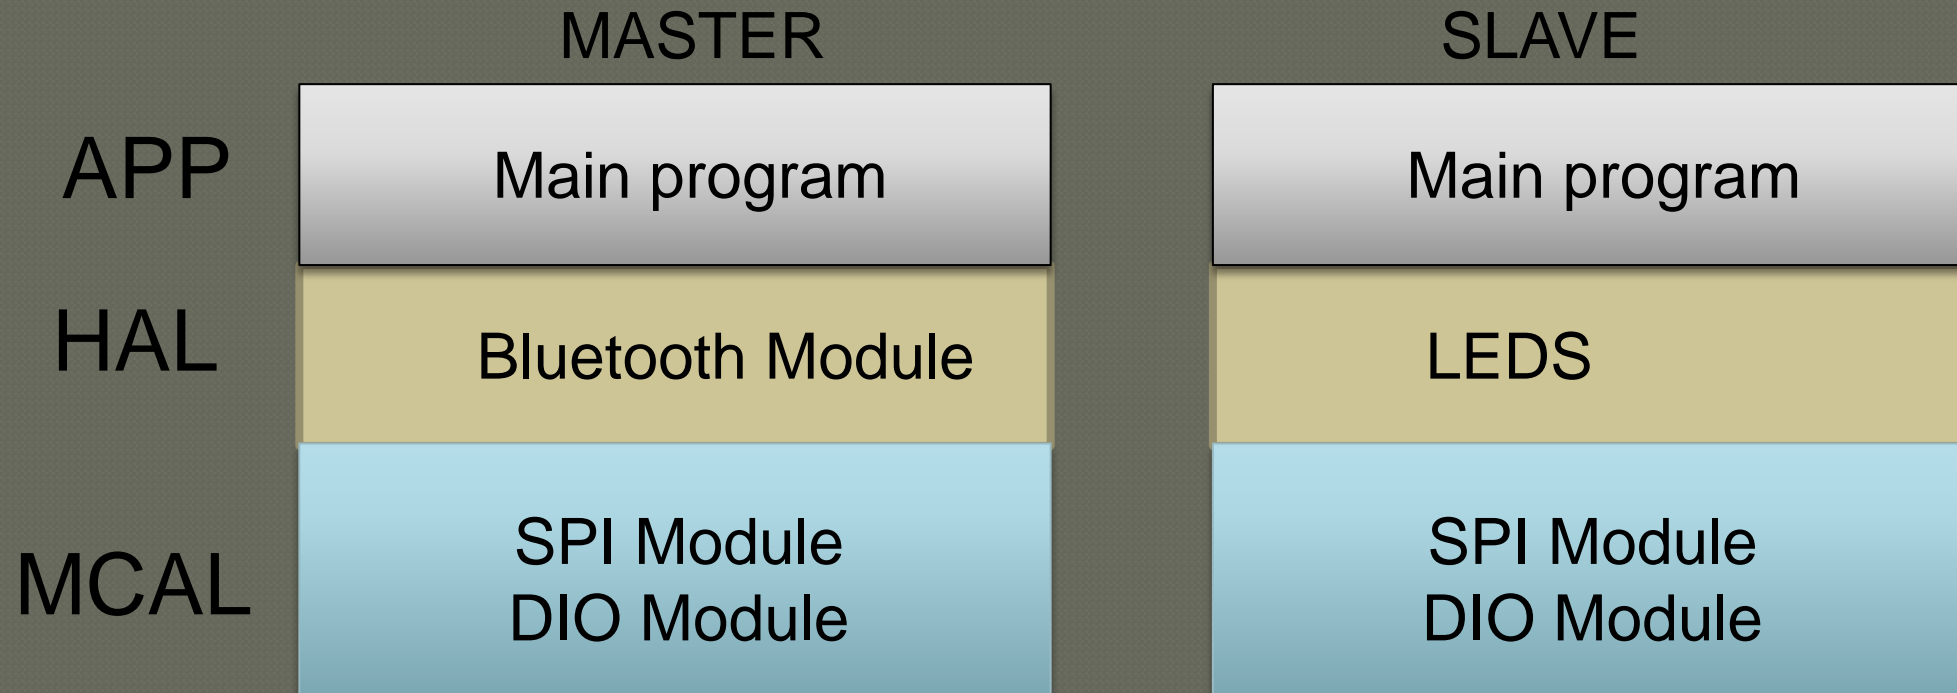 MASTER
SLAVE
APP
Main program
Main program
HAL
Bluetooth Module
LEDS
MCAL
SPI Module
DIO Module
SPI Module
DIO Module